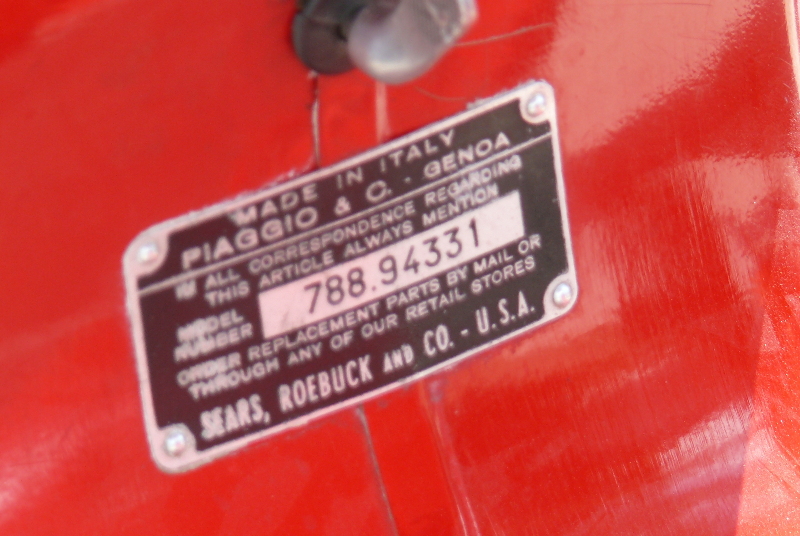 MADE IN ITALY
PIAGGIO & C. - GENOA
IN ALL CORRESPONDENCE REGARDING
THIS ARTICLE ALWAYS MENTION
MODEL
NUMBER
788.94331
ORDER REPLACEMENT PARTS BY MAIL OR
THROUGH ANY OF OUR RETAIL STORES
SEARS, ROEBUCK AND CO. - U.S.A.